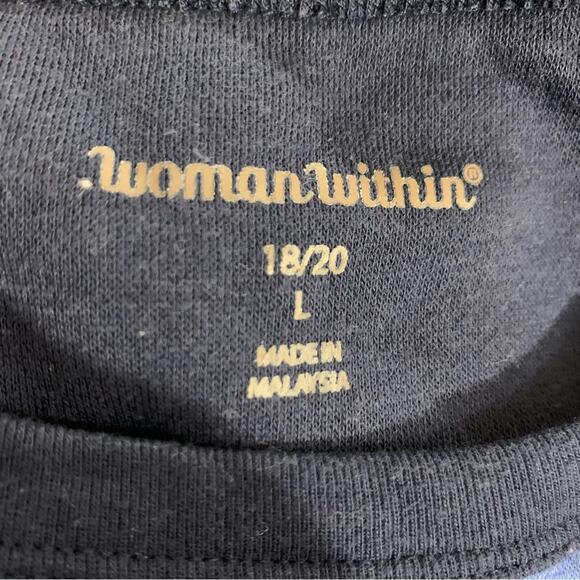 Woman Within®
18/20
L
MADE IN
MALAYSIA